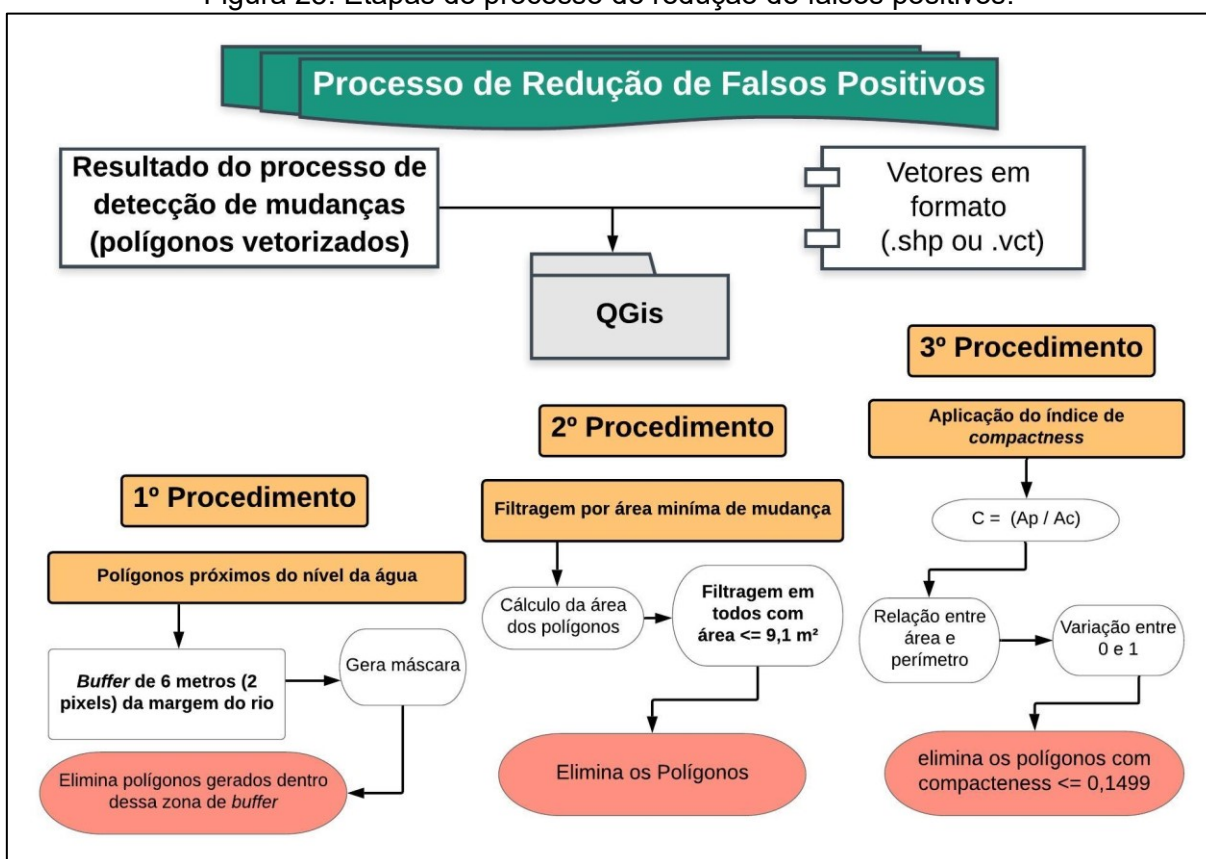 Processo de Redução de Falsos Positivos
Resultado do processo de
detecção de mudanças
(polígonos vetorizados)
Vetores em
formato
(.shp ou .vct)
QGis
1º Procedimento
Polígonos próximos do nível da água
Buffer de 6 metros (2
pixels) da margem do rio
Gera máscara
Elimina polígonos gerados dentro
dessa zona de buffer
2º Procedimento
Filtragem por área miníma de mudança
Cálculo da área
dos polígonos
Filtragem em
todos com
área <= 9,1 m²
Elimina os Polígonos
3º Procedimento
Aplicação do índice de
compactness
C = (Ap / Ac)
Relação entre
área e
perímetro
Variação entre
0 e 1
elimina os polígonos com
compacteness <= 0,1499